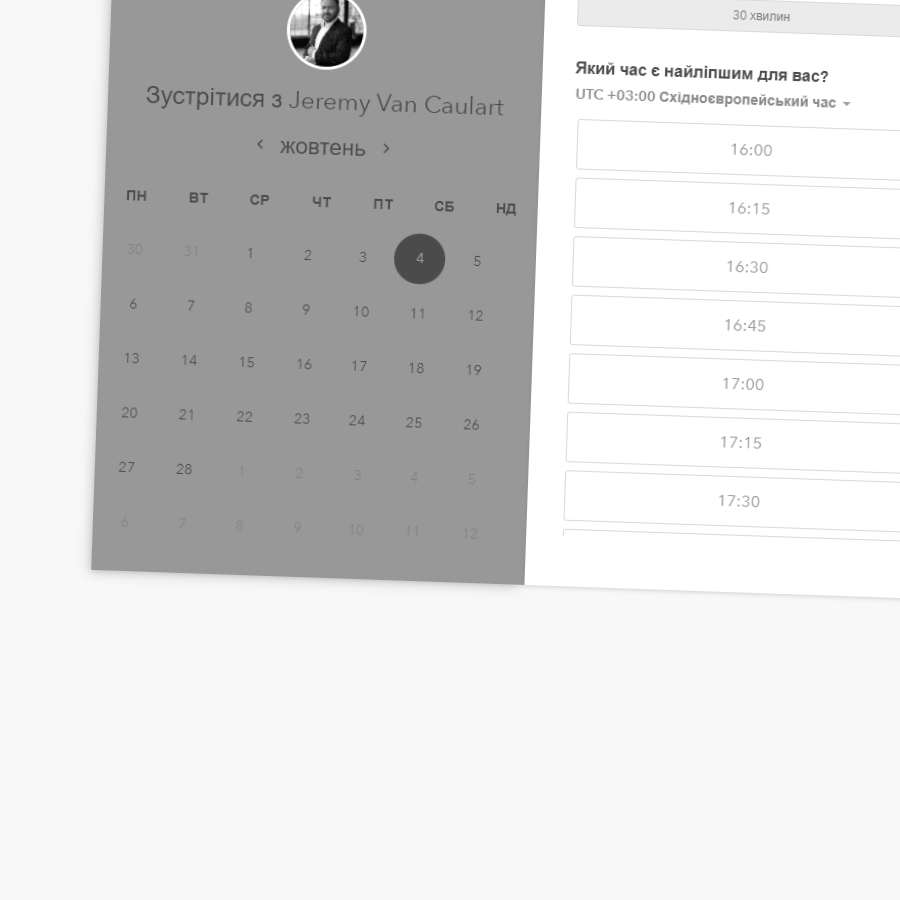 Зустрітися з Jeremy Van Caulart
жовтень
ПН ВТ СР ЧТ ПТ СБ НД
30 31 1 2 3 4 5
6 7 8 9 10 11 12
13 14 15 16 17 18 19
20 21 22 23 24 25 26
27 28 1 2 3 4 5
6 7 8 9 10 11 12
30 хвилин
Який час є найліпшим для вас?
UTC +03:00 Східноєвропейський час
16:00
16:15
16:30
16:45
17:00
17:15
17:30